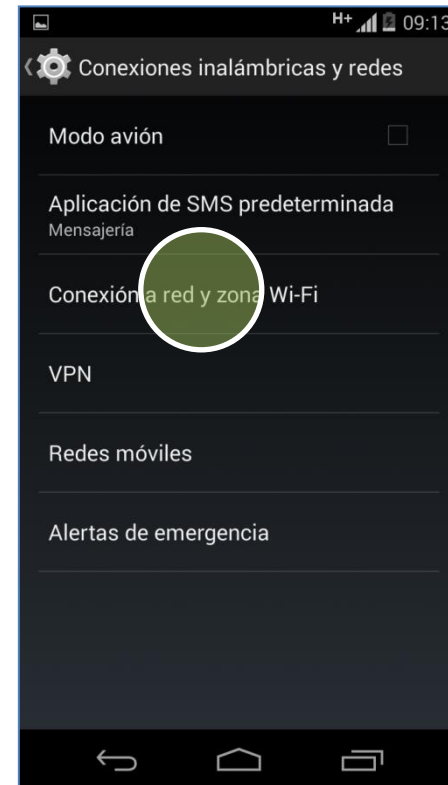 H+ 09:13
Conexiones inalámbricas y redes
Modo avión
Aplicación de SMS predeterminada
Mensajería
Conexión a red y zona Wi-Fi
VPN
Redes móviles
Alertas de emergencia